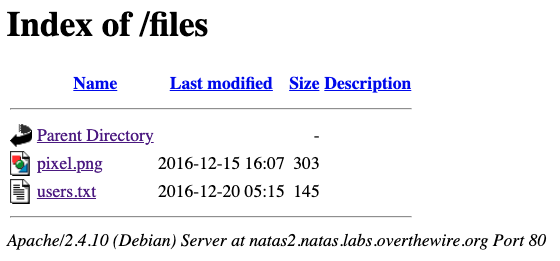 Index of /files
Name Last modified Size Description
Parent Directory -
pixel.png 2016-12-15 16:07 303
users.txt 2016-12-20 05:15 145
Apache/2.4.10 (Debian) Server at natas2.natas.labs.overthewire.org Port 80